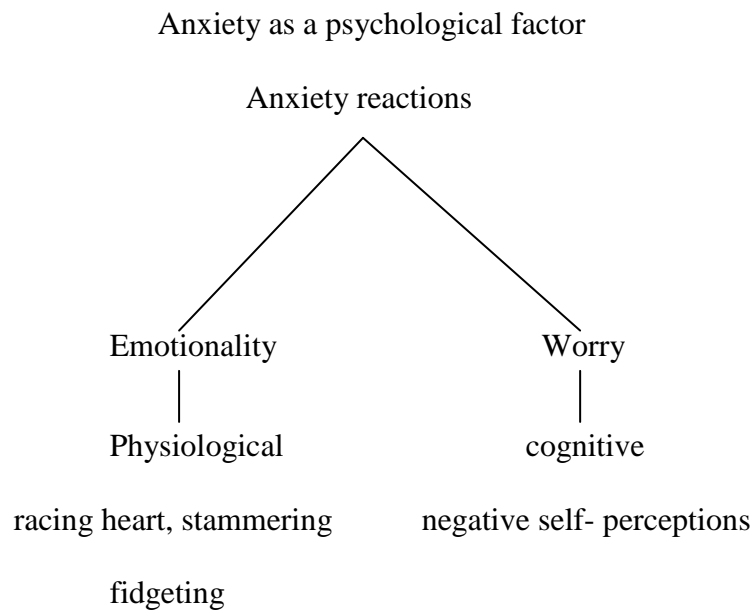 Anxiety as a psychological factor
Anxiety reactions
Emotionality Worry
Physiological cognitive
racing heart, stammering negative self- perceptions
fidgeting